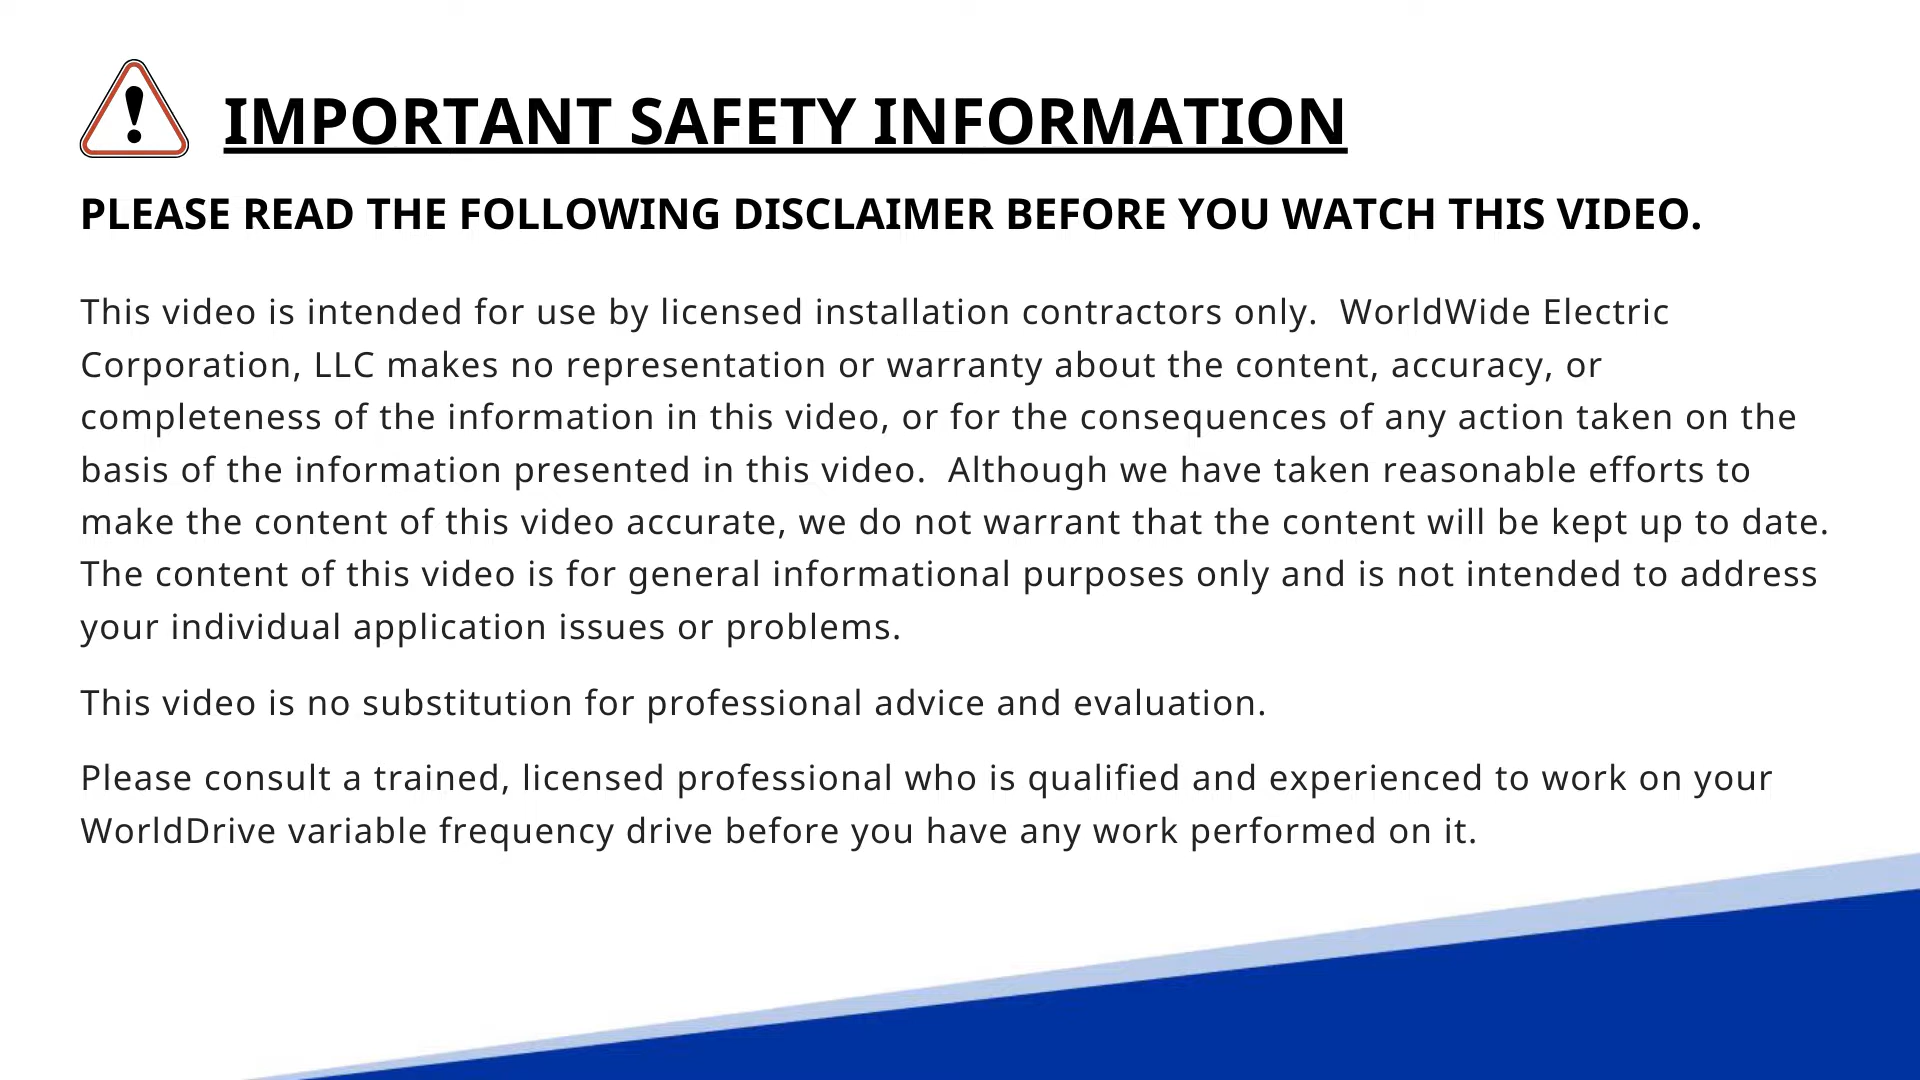 IMPORTANT SAFETY INFORMATION
PLEASE READ THE FOLLOWING DISCLAIMER BEFORE YOU WATCH THIS VIDEO.
This video is intended for use by licensed installation contractors only.  WorldWide Electric
Corporation, LLC makes no representation or warranty about the content, accuracy, or
completeness of the information in this video, or for the consequences of any action taken on the
basis of the information presented in this video.  Although we have taken reasonable efforts to
make the content of this video accurate, we do not warrant that the content will be kept up to date.
The content of this video is for general informational purposes only and is not intended to address
your individual application issues or problems.
This video is no substitution for professional advice and evaluation.
Please consult a trained, licensed professional who is qualified and experienced to work on your
WorldDrive variable frequency drive before you have any work performed on it.